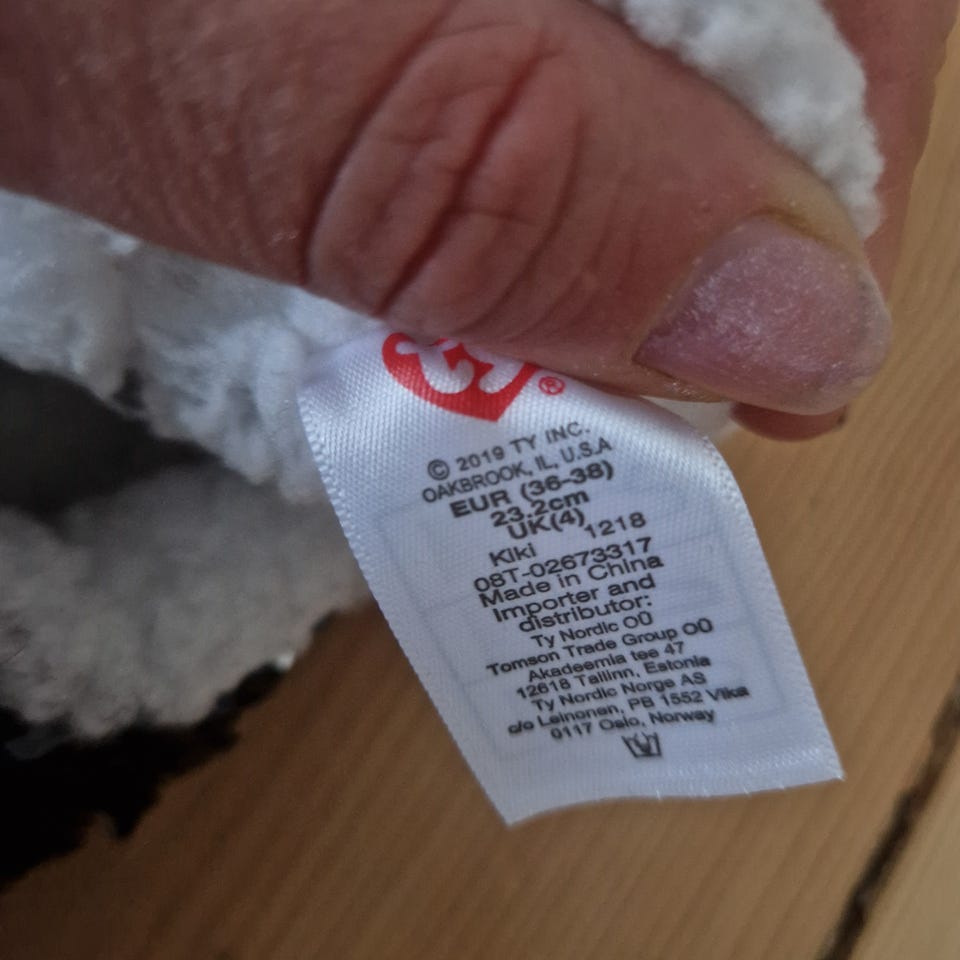 ty®
© 2019 TY INC.
OAKBROOK, IL, U.S.A
EUR (36-38)
23.2cm
UK(4)
Kiki 1218
08T-02673317
Made in China
Importer and
distributor:
Ty Nordic OÜ
Tomson Trade Group OÜ
Akadeemia tee 47
12618 Tallinn, Estonia
Ty Nordic Norge AS
c/o Leinonen, PB 1552 Vika
0117 Oslo, Norway